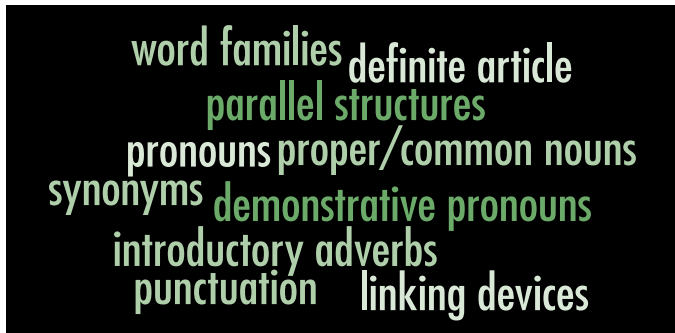 word families
definite article
parallel structures
pronouns
proper/common nouns
synonyms
demonstrative pronouns
introductory adverbs
punctuation
linking devices